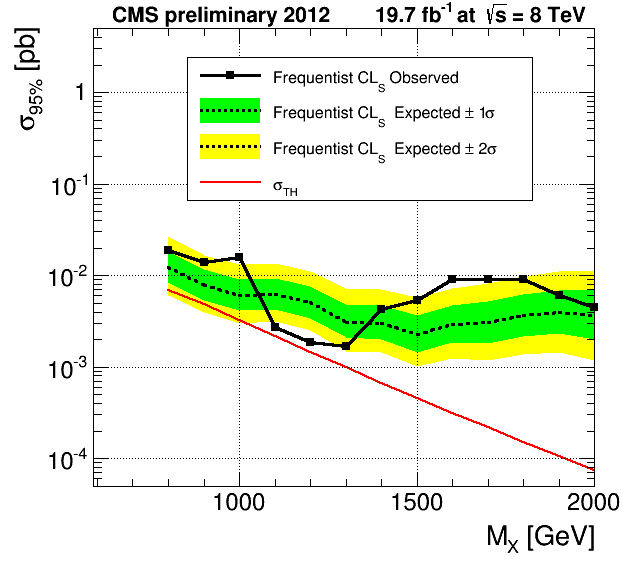 CMS preliminary 2012 19.7 fb⁻¹ at √s = 8 TeV
σ95% [pb]
Frequentist CLS Observed
Frequentist CLS Expected ± 1σ
Frequentist CLS Expected ± 2σ
σTH
1
10⁻¹
10⁻²
10⁻³
10⁻⁴
1000 1500 2000
MX [GeV]